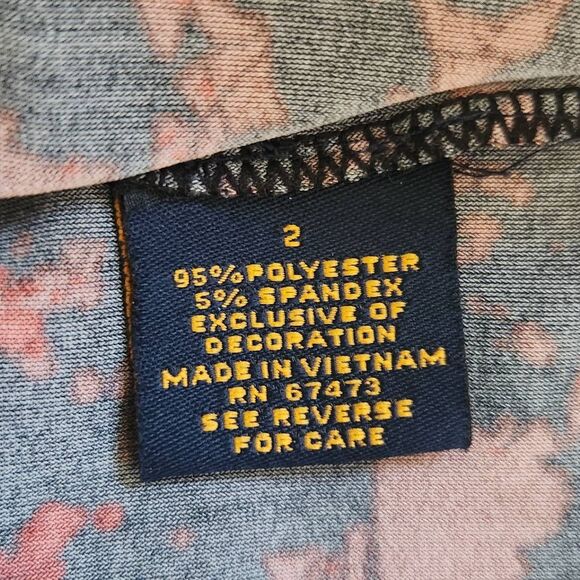 2
95% POLYESTER
5% SPANDEX
EXCLUSIVE OF
DECORATION
MADE IN VIETNAM
RN 67473
SEE REVERSE
FOR CARE